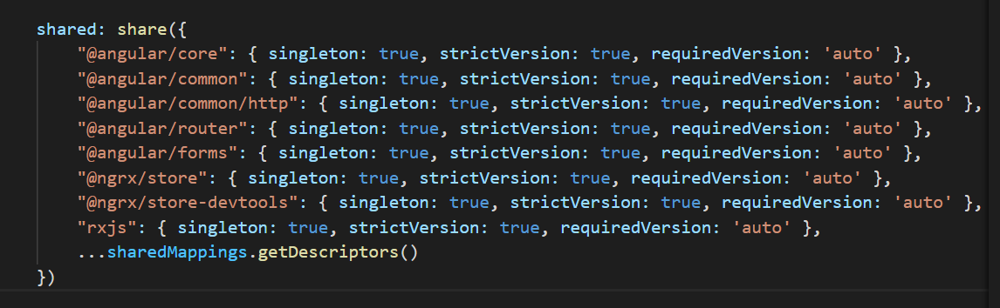 shared: share({
"@angular/core": { singleton: true, strictVersion: true, requiredVersion: 'auto' },
"@angular/common": { singleton: true, strictVersion: true, requiredVersion: 'auto' },
"@angular/common/http": { singleton: true, strictVersion: true, requiredVersion: 'auto' },
"@angular/router": { singleton: true, strictVersion: true, requiredVersion: 'auto' },
"@angular/forms": { singleton: true, strictVersion: true, requiredVersion: 'auto' },
"@ngrx/store": { singleton: true, strictVersion: true, requiredVersion: 'auto' },
"@ngrx/store-devtools": { singleton: true, strictVersion: true, requiredVersion: 'auto' },
"rxjs": { singleton: true, strictVersion: true, requiredVersion: 'auto' },
...sharedMappings.getDescriptors()
})